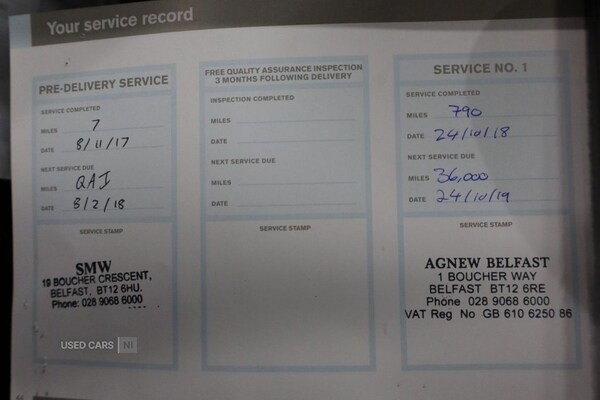 Your service record
PRE-DELIVERY SERVICE
SERVICE COMPLETED
MILES 7
DATE 8/11/17
NEXT SERVICE DUE
MILES QAI
DATE 8/2/18
SERVICE STAMP
SMW
19 BOUCHER CRESCENT,
BELFAST, BT12 6HU.
Phone: 028 9068 6000
FREE QUALITY ASSURANCE INSPECTION
3 MONTHS FOLLOWING DELIVERY
INSPECTION COMPLETED
MILES
DATE
NEXT SERVICE DUE
MILES
DATE
SERVICE STAMP
SERVICE NO. 1
SERVICE COMPLETED
MILES 790
DATE 24/10/18
NEXT SERVICE DUE
MILES 36,000
DATE 24/10/19
SERVICE STAMP
AGNEW BELFAST
1 BOUCHER WAY
BELFAST BT12 6RE
Phone 028 9068 6000
VAT Reg No GB 610 6250 86
USED CARS NI